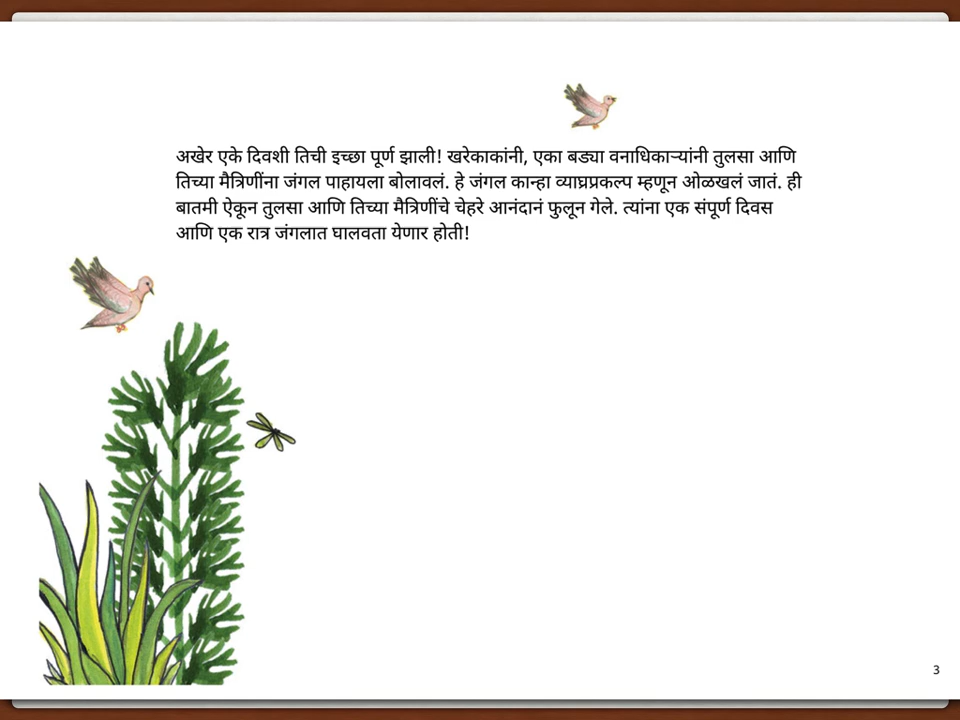 अखेर एके दिवशी तिची इच्छा पूर्ण झाली! खरेकाकांनी, एका बड्या वनाधिकाऱ्यांनी तुलसा आणि
तिच्या मैत्रिणींना जंगल पाहायला बोलावलं. हे जंगल कान्हा व्याघ्रप्रकल्प म्हणून ओळखलं जातं. ही
बातमी ऐकून तुलसा आणि तिच्या मैत्रिणींचे चेहरे आनंदानं फुलून गेले. त्यांना एक संपूर्ण दिवस
आणि एक रात्र जंगलात घालवता येणार होती!
3